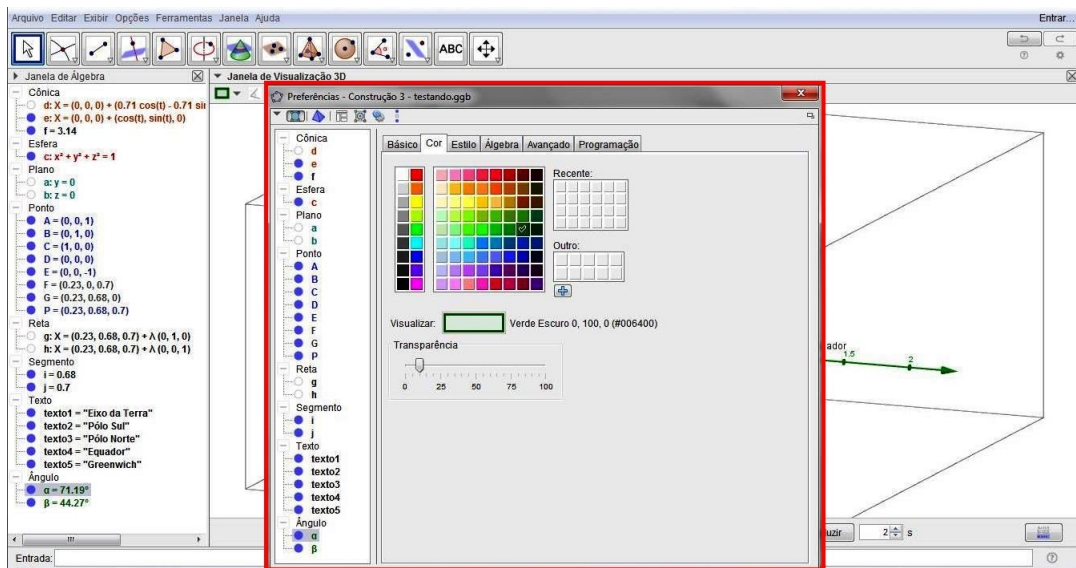 Arquivo Editar Exibir Opções Ferramentas Janela Ajuda
Entrar...
ABC
Janela de Álgebra
Cônica
d: X = (0, 0, 0) + (0.71 cos(t) - 0.71 sin
e: X = (0, 0, 0) + (cos(t), sin(t), 0)
f = 3.14
Esfera
c: x² + y² + z² = 1
Plano
a: y = 0
b: z = 0
Ponto
A = (0, 0, 1)
B = (0, 1, 0)
C = (1, 0, 0)
D = (0, 0, 0)
E = (0, 0, -1)
F = (0.23, 0, 0.7)
G = (0.23, 0.68, 0)
P = (0.23, 0.68, 0.7)
Reta
g: X = (0.23, 0.68, 0.7) + λ (0, 1, 0)
h: X = (0.23, 0.68, 0.7) + λ (0, 0, 1)
Segmento
i = 0.68
j = 0.7
Texto
texto1 = "Eixo da Terra"
texto2 = "Pólo Sul"
texto3 = "Pólo Norte"
texto4 = "Equador"
texto5 = "Greenwich"
Ângulo
α = 71.19°
β = 44.27°
Entrada:
Janela de Visualização 3D
Preferências - Construção 3 - testando.ggb
Cônica
d
e
f
Esfera
c
Plano
a
b
Ponto
A
B
C
D
E
F
G
P
Reta
g
h
Segmento
i
j
Texto
texto1
texto2
texto3
texto4
texto5
Ângulo
α
β
Básico Cor Estilo Álgebra Avançado Programação
Recente:
Outro:
Visualizar: Verde Escuro 0, 100, 0 (#006400)
Transparência
0 25 50 75 100
ador
1.5
2
uzir
2 s